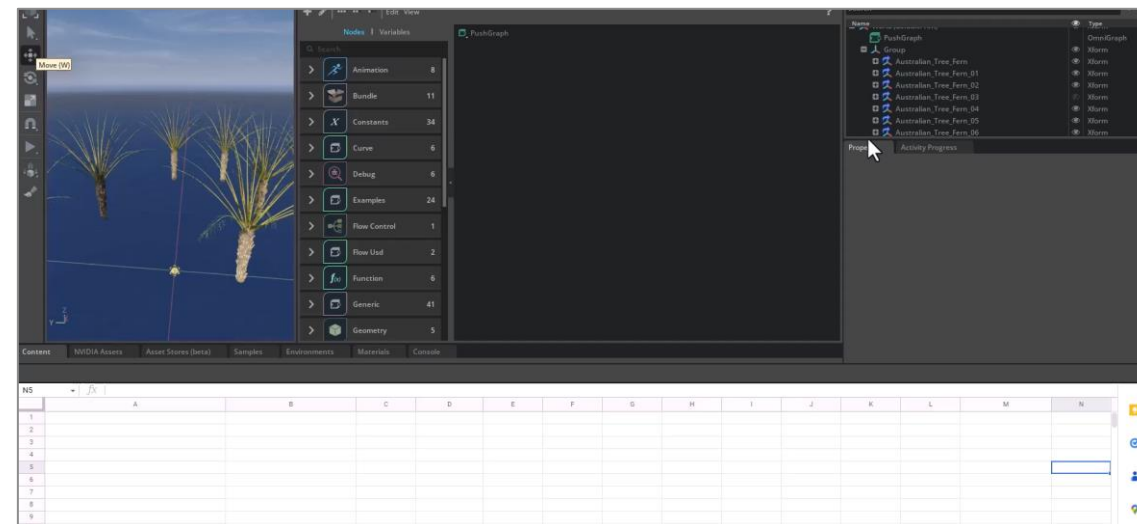 Edit View
?
Name
Type
Nodes | Variables
PushGraph
PushGraph
OmniGraph
Group
Xform
Search
Move (W)
Animation 8
Bundle 11
Constants 34
Curve 6
Debug 6
Examples 24
Flow Control 1
Flow Usd 2
Function 6
Generic 41
Geometry 5
Australian_Tree_Fern Xform
Australian_Tree_Fern_01 Xform
Australian_Tree_Fern_02 Xform
Australian_Tree_Fern_03 Xform
Australian_Tree_Fern_04 Xform
Australian_Tree_Fern_05 Xform
Australian_Tree_Fern_06 Xform
Activity Progress
Z
Y
Content NVIDIA Assets Asset Stores (beta) Samples Environments Materials Console
N5 fx
A B C D E F G H I J K L M N
1
2
3
4
5
6
7
8
9